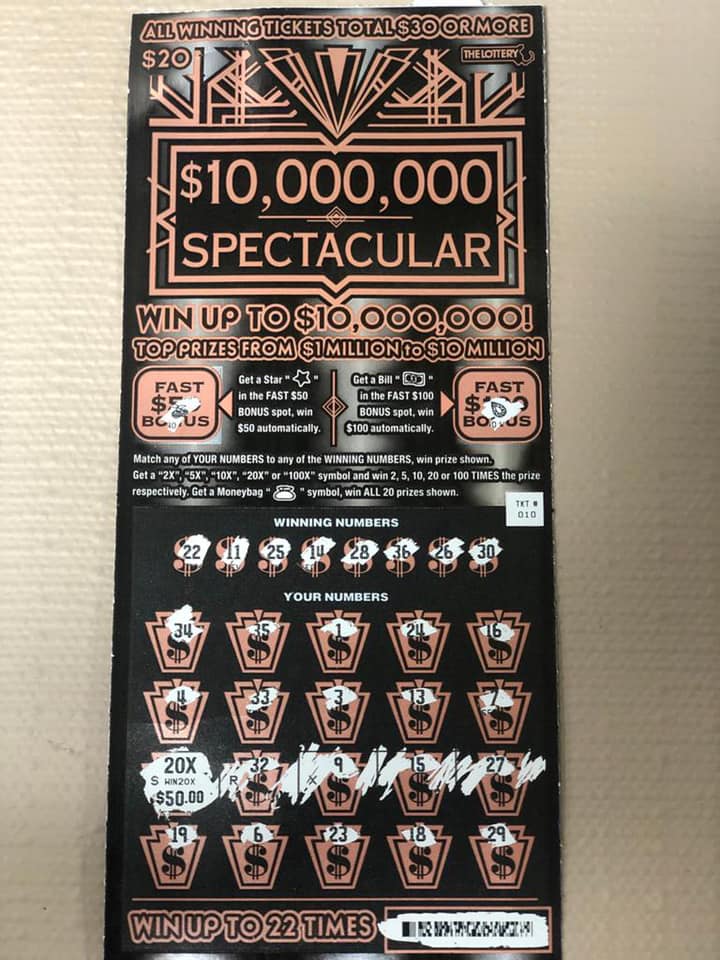 ALL WINNING TICKETS TOTAL $30 OR MORE
$20
THE LOTTERY
$10,000,000
SPECTACULAR
WIN UP TO $10,000,000!
TOP PRIZES FROM $1 MILLION to $10 MILLION
FAST
BONUS
Get a Star " "
in the FAST $50
BONUS spot, win
$50 automatically.
Get a Bill " "
in the FAST $100
BONUS spot, win
$100 automatically.
FAST
BONUS
Match any of YOUR NUMBERS to any of the WINNING NUMBERS, win prize shown.
Get a "2X", "5X", "10X", "20X" or "100X" symbol and win 2, 5, 10, 20 or 100 TIMES the prize
respectively. Get a Moneybag " " symbol, win ALL 20 prizes shown.
TKT #
010
WINNING NUMBERS
22 11 25 14 28 36 26 30
YOUR NUMBERS
34 35 1 24 16
4 33 3 13 7
20X 32 9 15 27
S WIN20X R X
$50.00
19 6 23 18 29
WIN UP TO 22 TIMES